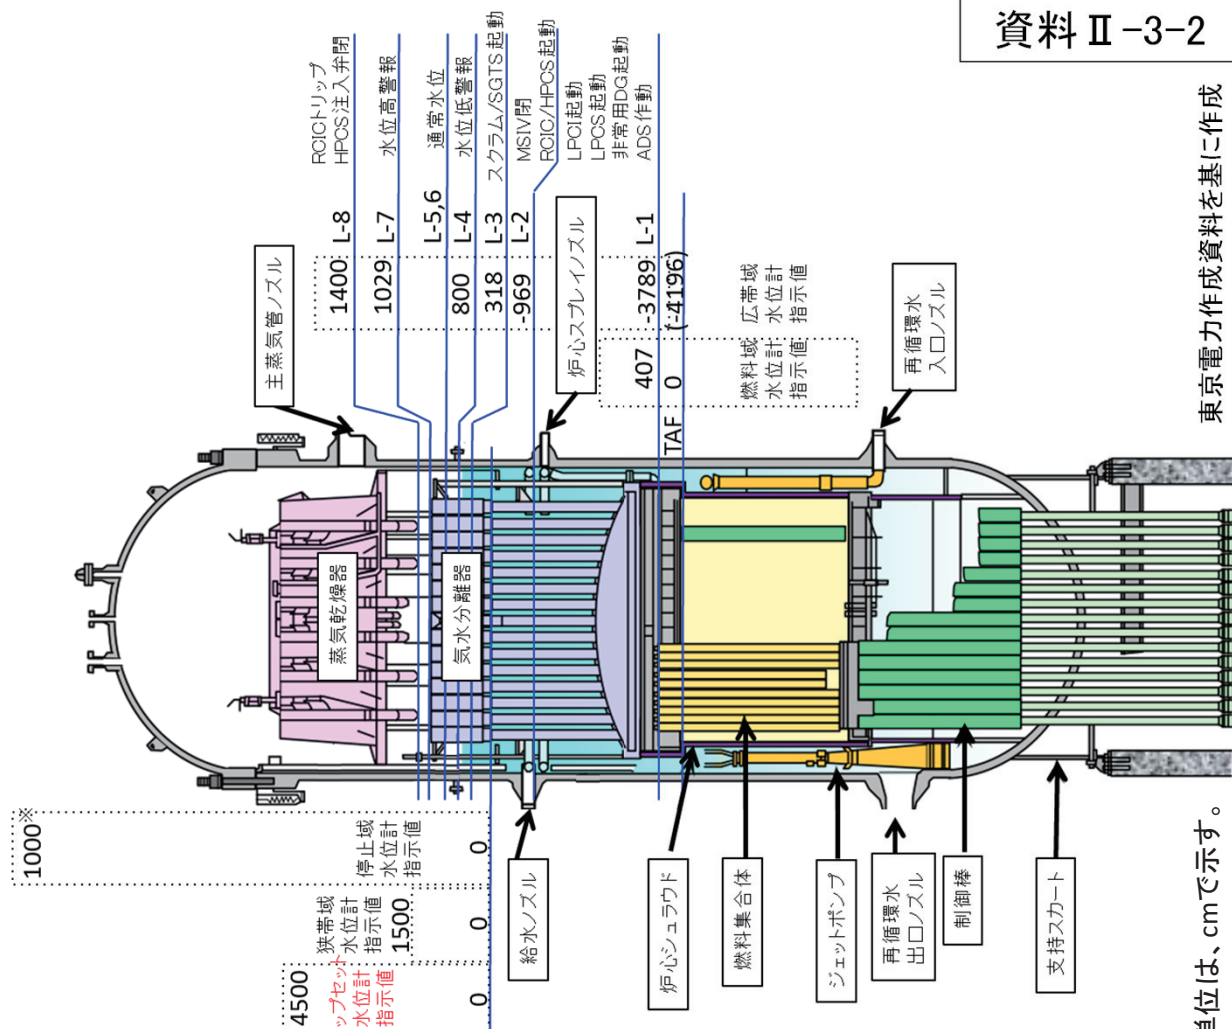 資料Ⅱ-3-2
東京電力作成資料を基に作成
RCICトリップ
HPCS注入弁閉
水位高警報
通常水位
水位低警報
スクラム/SGTS起動
MSIV閉
RCIC/HPCS起動
LPCI起動
LPCS起動
非常用DG起動
ADS作動
1400 L-8
1029 L-7
L-5,6
800 L-4
318 L-3
-969 L-2
-3789 L-1
(-4196)
407
TAF 0
広帯域
水位計
指示値
燃料域
水位計
指示値
主蒸気管ノズル
炉心スプレイノズル
再循環水
入口ノズル
蒸気乾燥器
気水分離器
1000※
停止域
水位計
指示値
0
狭帯域
水位計
指示値
1500
0
4500
ップセット
水位計
指示値
0
給水ノズル
炉心シュラウド
燃料集合体
ジェットポンプ
再循環水
出口ノズル
制御棒
支持スカート
単位は、cmで示す。